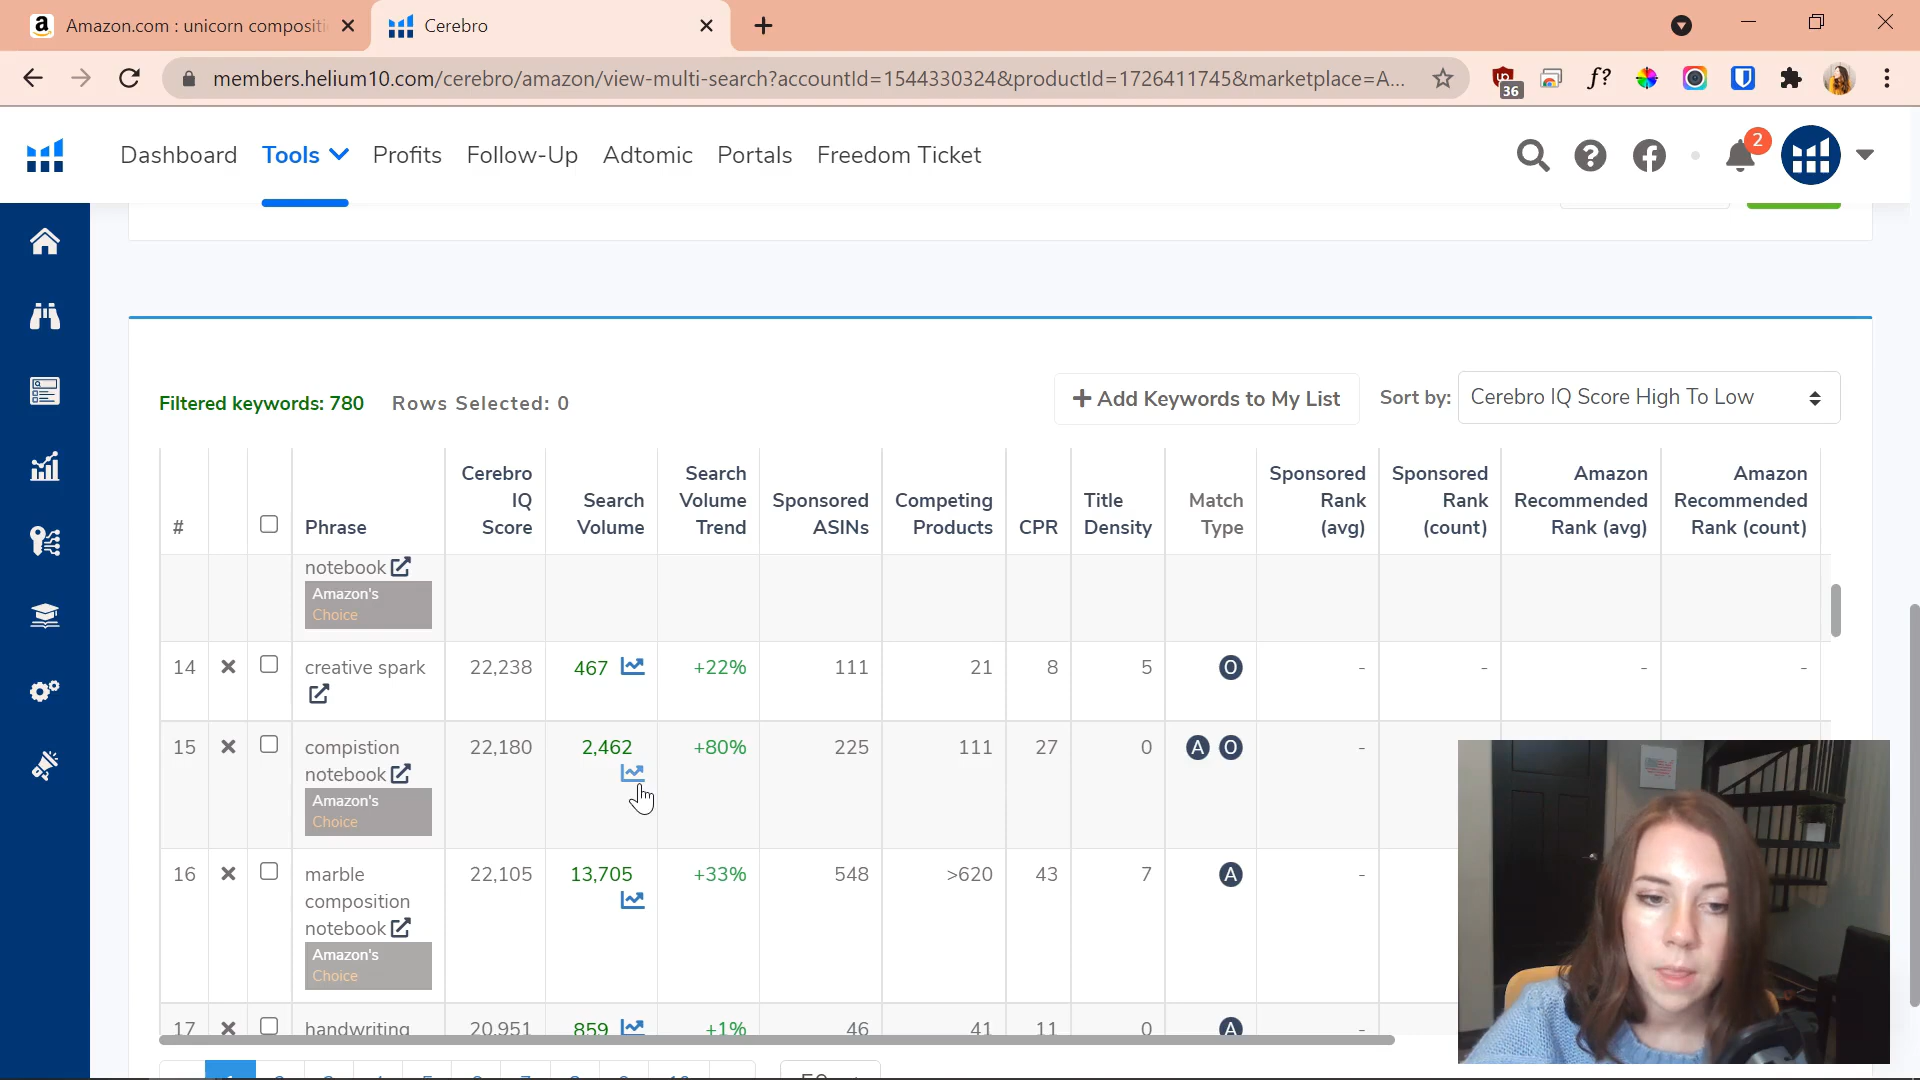 Amazon.com : unicorn compositi
Cerebro
members.helium10.com/cerebro/amazon/view-multi-search?accountId=1544330324&productId=1726411745&marketplace=A...
36
f?
Dashboard Tools Profits Follow-Up Adtomic Portals Freedom Ticket
2
Filtered keywords: 780 Rows Selected: 0
+ Add Keywords to My List Sort by: Cerebro IQ Score High To Low
# Phrase Cerebro IQ Score Search Volume Search Volume Trend Sponsored ASINs Competing Products CPR Title Density Match Type Sponsored Rank (avg) Sponsored Rank (count) Amazon Recommended Rank (avg) Amazon Recommended Rank (count)
notebook
Amazon's
Choice
14 creative spark 22,238 467 +22% 111 21 8 5 O - - - -
15 compistion 22,180 2,462 +80% 225 111 27 0 A O -
notebook
Amazon's
Choice
16 marble 22,105 13,705 +33% 548 >620 43 7 A -
composition
notebook
Amazon's
Choice
17 handwriting 20,951 859 +1% 46 41 11 0 A -